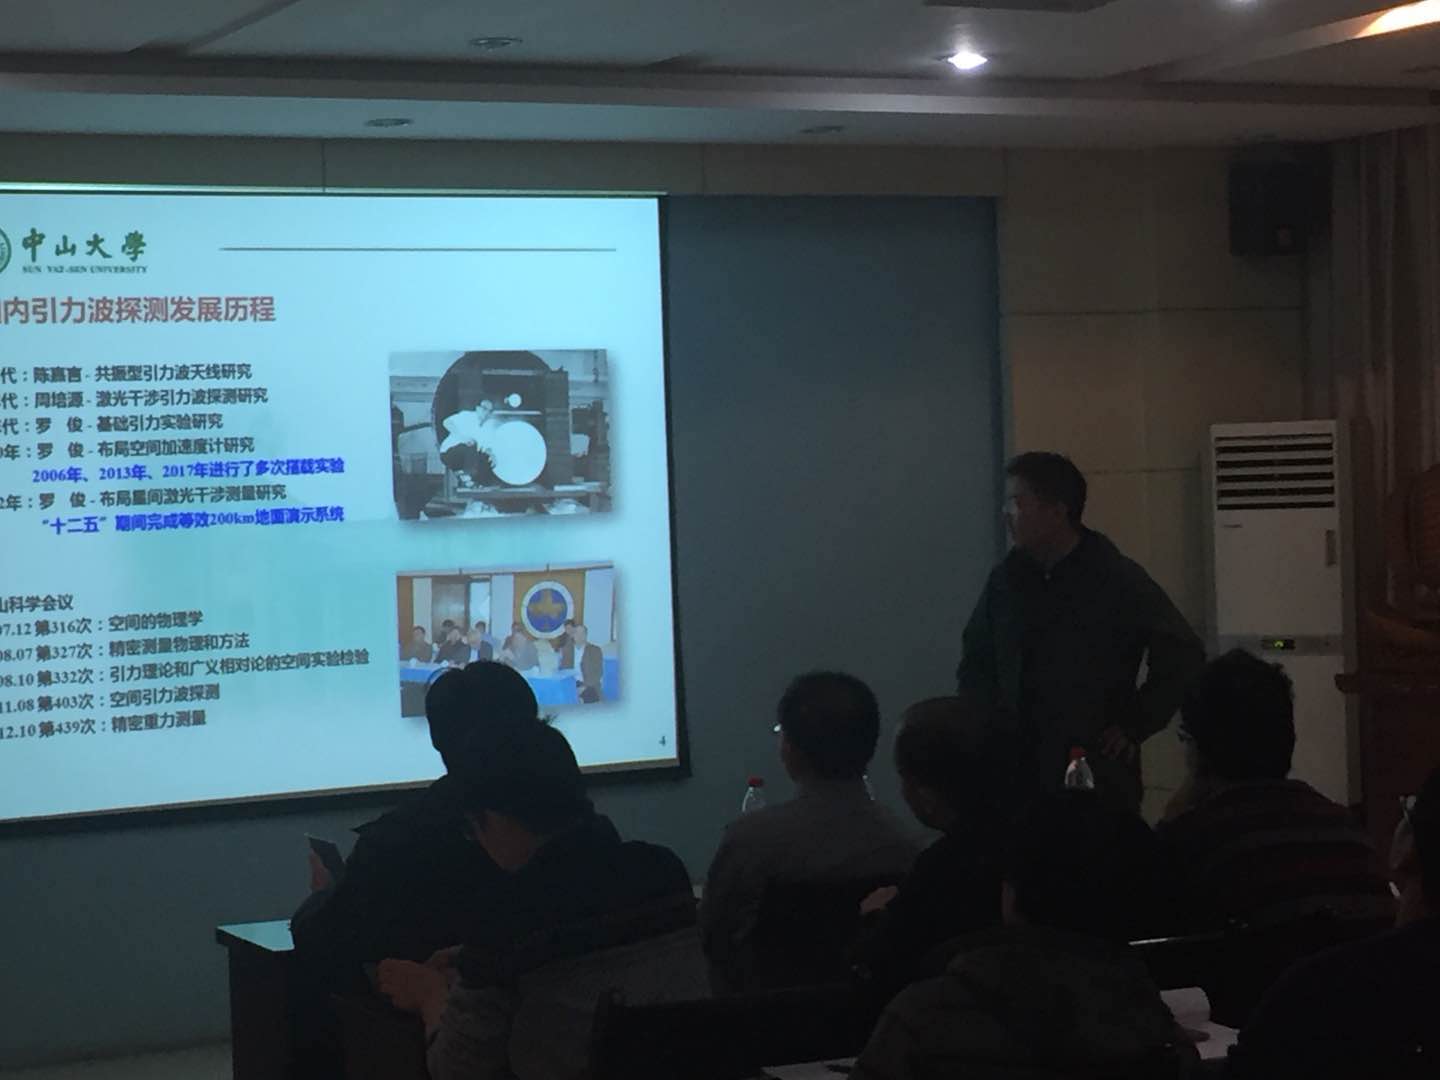 中山大學
SUN YAT-SEN UNIVERSITY
内引力波探测发展历程
代：陈嘉言 - 共振型引力波天线研究
代：周培源 - 激光干涉引力波探测研究
年代：罗 俊 - 基础引力实验研究
0年：罗 俊 - 布局空间加速度计研究
2006年、2013年、2017年进行了多次搭载实验
2年：罗 俊 - 布局星间激光干涉测量研究
“十二五”期间完成等效200km地面演示系统
山科学会议
07.12 第316次：空间的物理学
08.07 第327次：精密测量物理和方法
08.10 第332次：引力理论和广义相对论的空间实验检验
11.08 第403次：空间引力波探测
12.10 第439次：精密重力测量
4